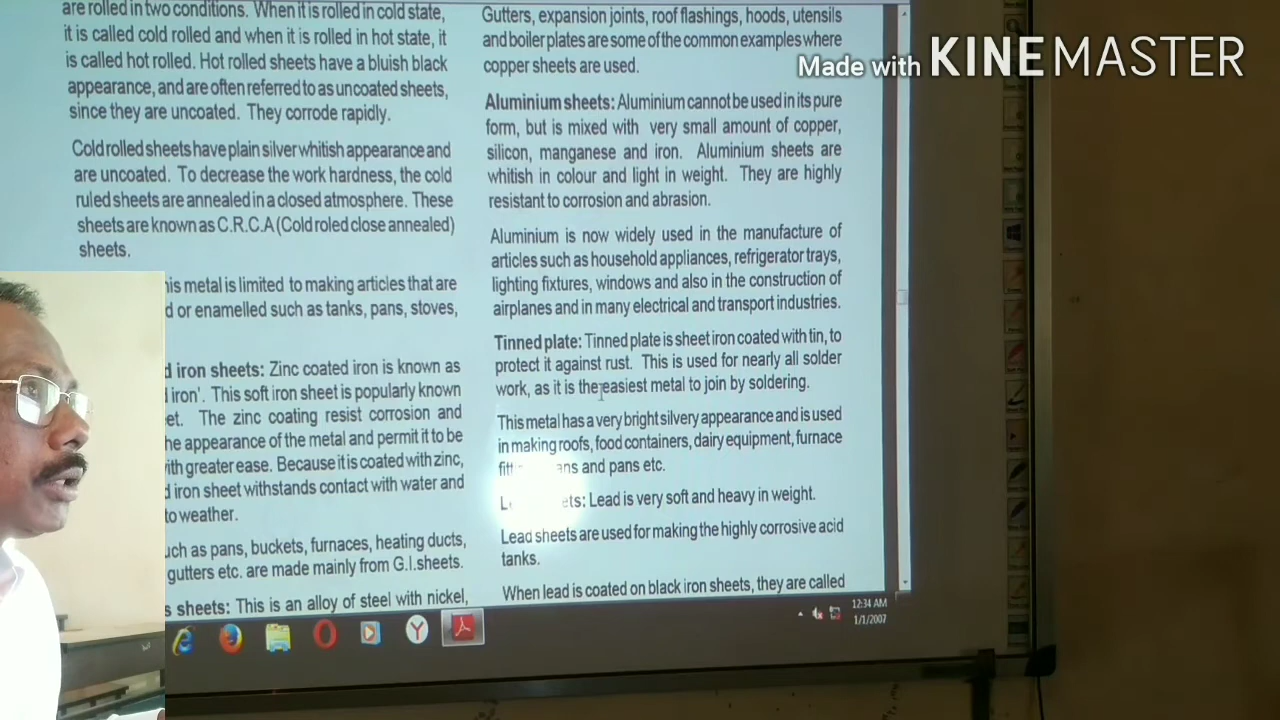 are rolled in two conditions. When it is rolled in cold state,
it is called cold rolled and when it is rolled in hot state, it
is called hot rolled. Hot rolled sheets have a bluish black
appearance, and are often referred to as uncoated sheets,
since they are uncoated. They corrode rapidly.
Cold rolled sheets have plain silver whitish appearance and
are uncoated. To decrease the work hardness, the cold
ruled sheets are annealed in a closed atmosphere. These
sheets are known as C.R.C.A (Cold roled close annealed)
sheets.
his metal is limited to making articles that are
d or enamelled such as tanks, pans, stoves,
d iron sheets: Zinc coated iron is known as
iron'. This soft iron sheet is popularly known
et. The zinc coating resist corrosion and
he appearance of the metal and permit it to be
ith greater ease. Because it is coated with zinc,
d iron sheet withstands contact with water and
to weather.
uch as pans, buckets, furnaces, heating ducts,
gutters etc. are made mainly from G.I.sheets.
s sheets: This is an alloy of steel with nickel,
Gutters, expansion joints, roof flashings, hoods, utensils
and boiler plates are some of the common examples where
copper sheets are used.
Aluminium sheets: Aluminium cannot be used in its pure
form, but is mixed with very small amount of copper,
silicon, manganese and iron. Aluminium sheets are
whitish in colour and light in weight. They are highly
resistant to corrosion and abrasion.
Aluminium is now widely used in the manufacture of
articles such as household appliances, refrigerator trays,
lighting fixtures, windows and also in the construction of
airplanes and in many electrical and transport industries.
Tinned plate: Tinned plate is sheet iron coated with tin, to
protect it against rust. This is used for nearly all solder
work, as it is the easiest metal to join by soldering.
This metal has a very bright silvery appearance and is used
in making roofs, food containers, dairy equipment, furnace
fitt ans and pans etc.
L ets: Lead is very soft and heavy in weight.
Lead sheets are used for making the highly corrosive acid
tanks.
When lead is coated on black iron sheets, they are called
Made with KINEMASTER
12:34 AM
1/1/2007